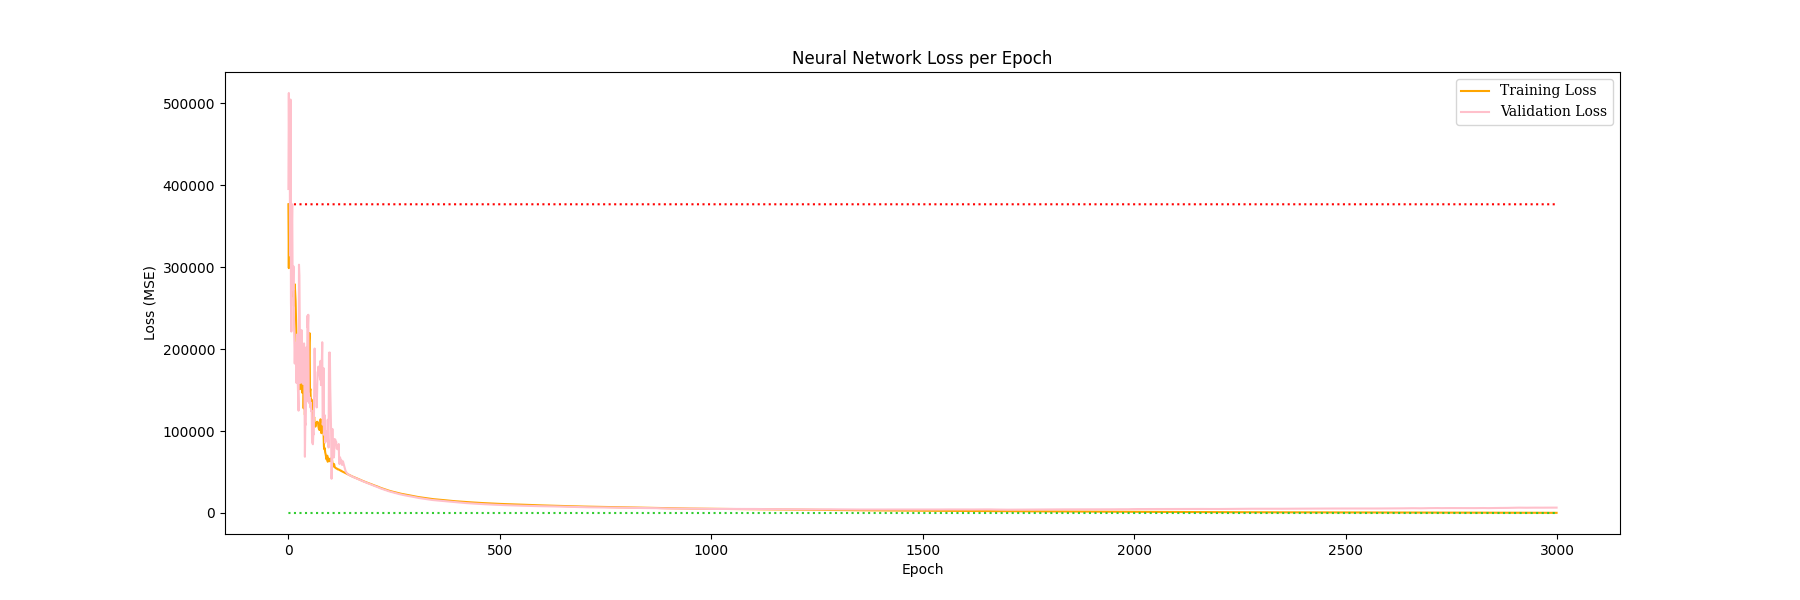 Neural Network Loss per Epoch
Training Loss
Validation Loss
500000
400000
300000
200000
100000
0
Loss (MSE)
0 500 1000 1500 2000 2500 3000
Epoch